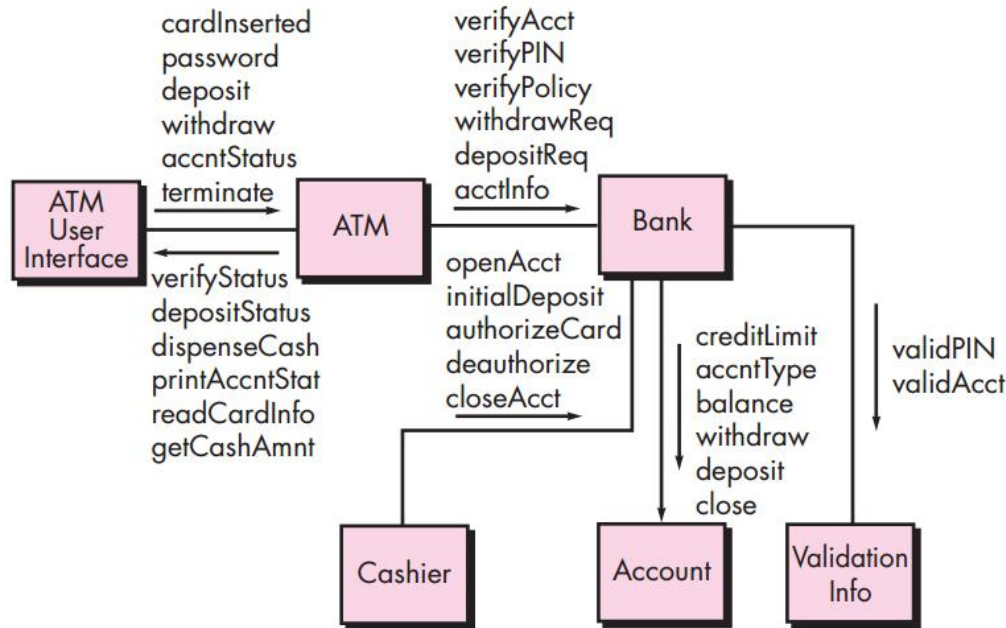 cardInserted
password
deposit
withdraw
accntStatus
terminate
verifyAcct
verifyPIN
verifyPolicy
withdrawReq
depositReq
acctInfo
ATM
User
Interface
ATM
Bank
verifyStatus
depositStatus
dispenseCash
printAccntStat
readCardInfo
getCashAmnt
openAcct
initialDeposit
authorizeCard
deauthorize
closeAcct
creditLimit
accntType
balance
withdraw
deposit
close
validPIN
validAcct
Cashier
Account
Validation
Info